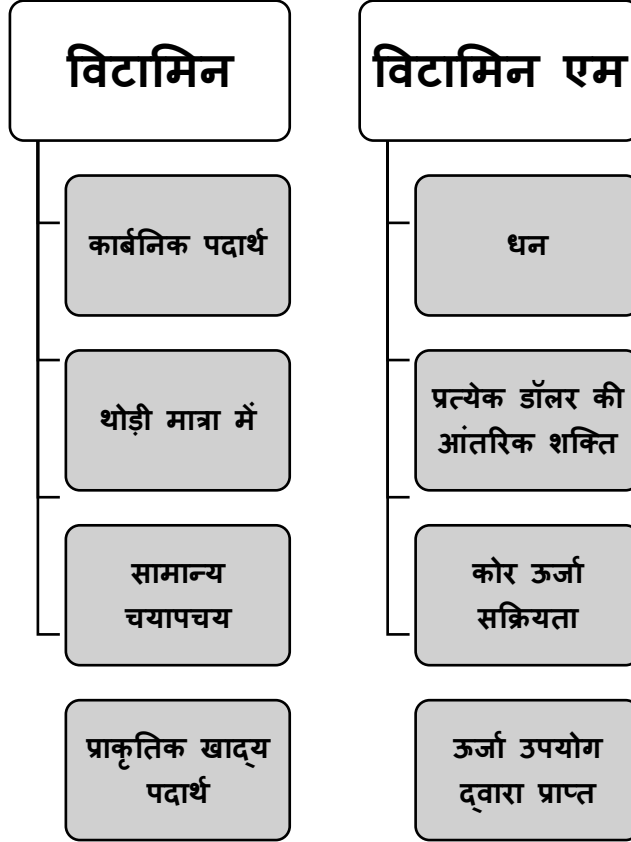 विटामिन
कार्बनिक पदार्थ
थोड़ी मात्रा में
सामान्य
चयापचय
प्राकृतिक खाद्य
पदार्थ
विटामिन एम
धन
प्रत्येक डॉलर की
आंतरिक शक्ति
कोर ऊर्जा
सक्रियता
ऊर्जा उपयोग
द्वारा प्राप्त